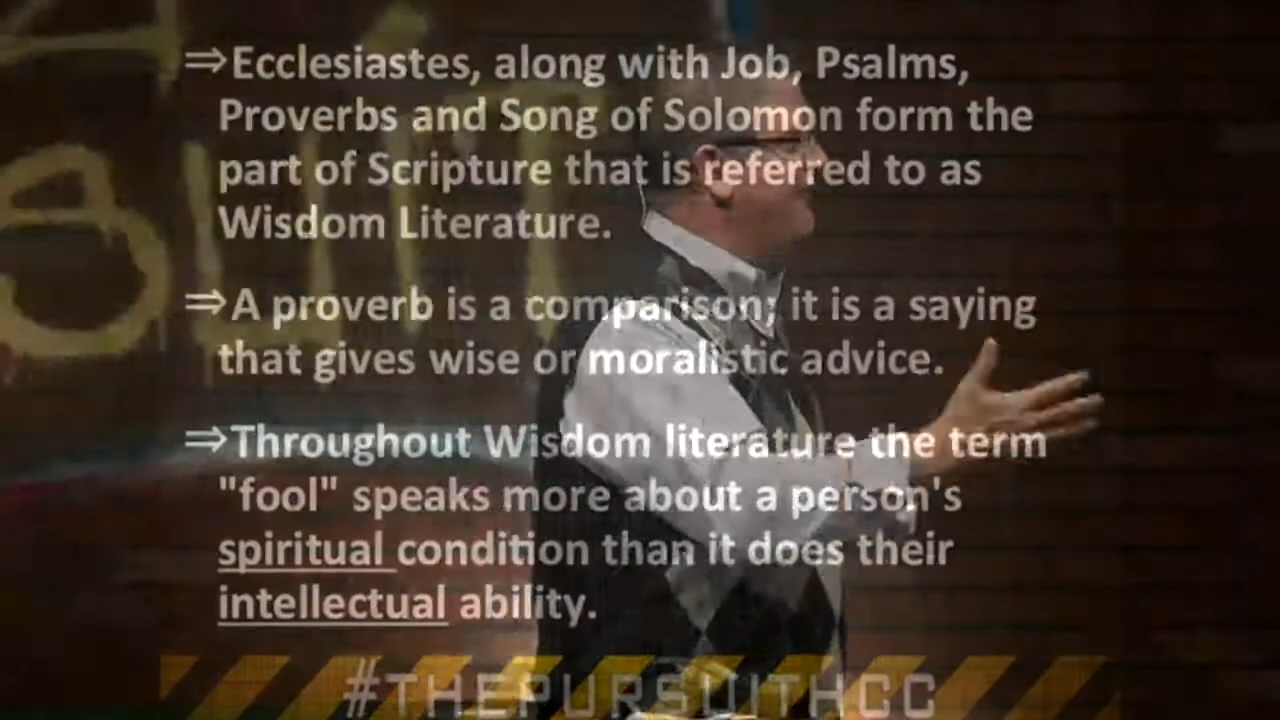 ⇒Ecclesiastes, along with Job, Psalms,
Proverbs and Song of Solomon form the
part of Scripture that is referred to as
Wisdom Literature.
⇒A proverb is a comparison; it is a saying
that gives wise or moralistic advice.
⇒Throughout Wisdom literature the term
"fool" speaks more about a person's
spiritual condition than it does their
intellectual ability.
#THEPURSUITHCC